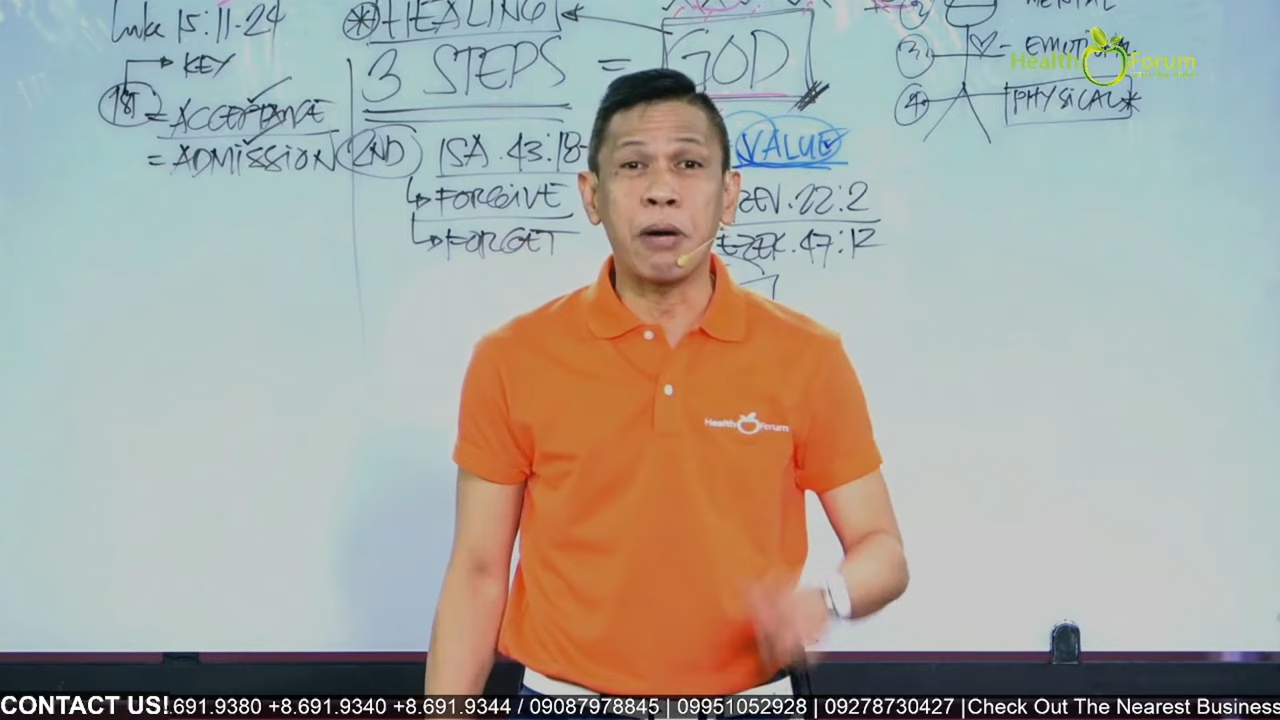 Luke 15:11-24
KEY
1st = ACCEPTANCE
= ADMISSION
HEALING
3 STEPS = GOD
2ND ISA.43:18-
FORGIVE
FORGET
VALUE
REV.22:2
EZEK.47:12
2 MENTAL
3 - EMOTION
4 PHYSICAL*
Health Forum
Health Forum
CONTACT US! .691.9380 +8.691.9340 +8.691.9344 / 09087978845 | 09951052928 | 09278730427 |Check Out The Nearest Business